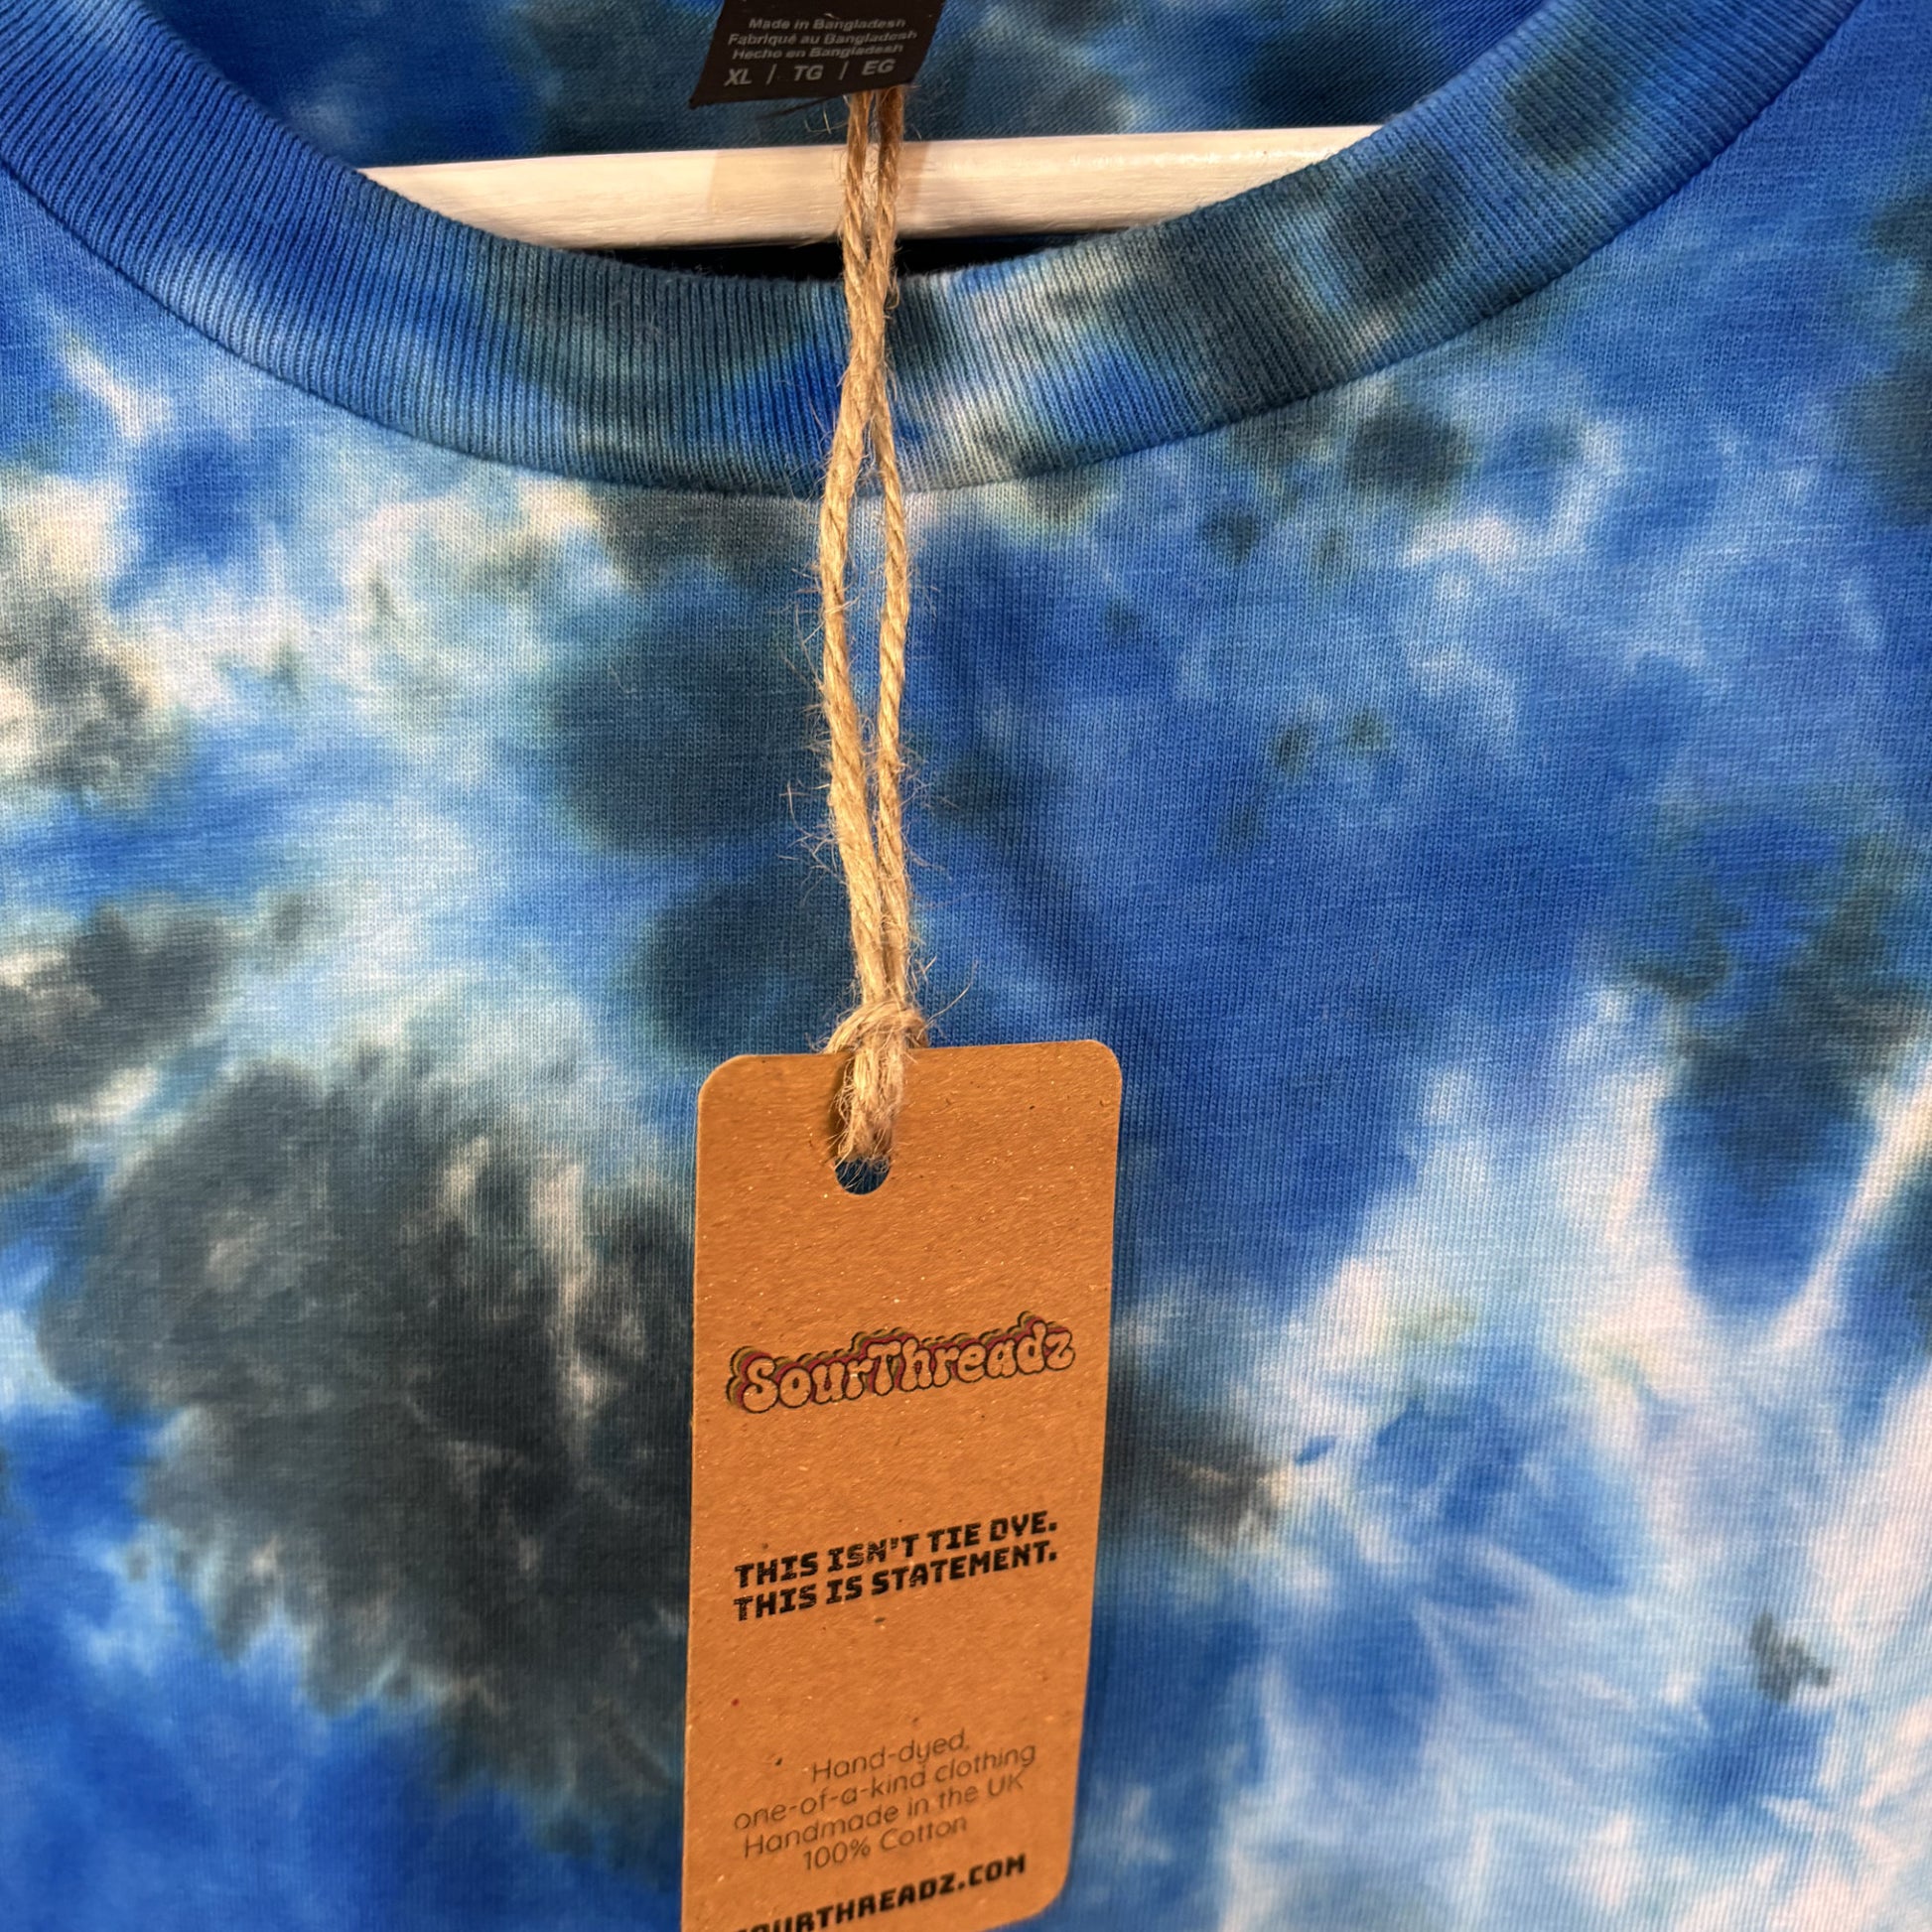 Made in Bangladesh
Fabriqué au Bangladesh
Hecho en Bangladesh
XL / TG / EG
SourThreadz
THIS ISN'T TIE DYE.
THIS IS STATEMENT.
Hand-dyed,
one-of-a-kind clothing
Handmade in the UK
100% Cotton
OURTHREADZ.COM